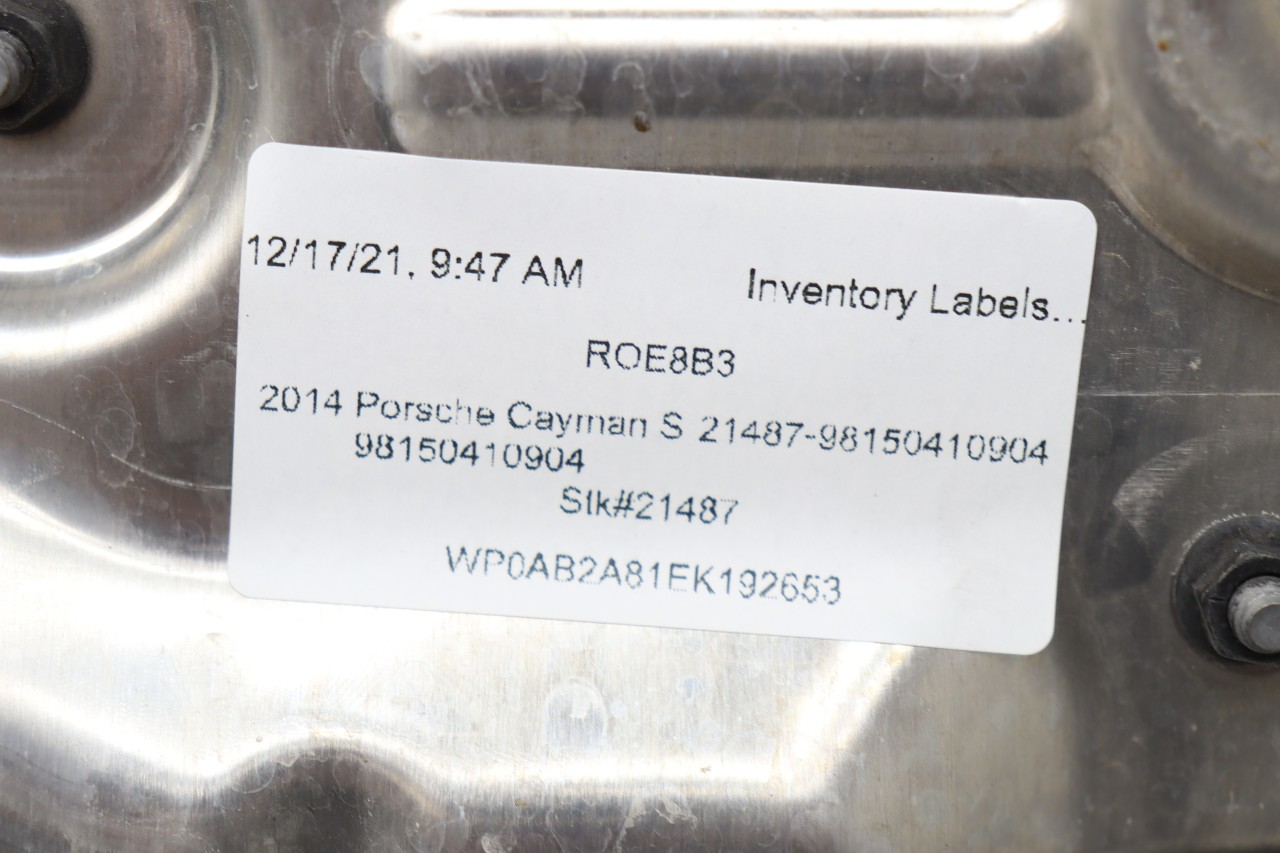 12/17/21, 9:47 AM Inventory Labels...
ROE8B3
2014 Porsche Cayman S 21487-98150410904
98150410904
Stk#21487
WP0AB2A81EK192653